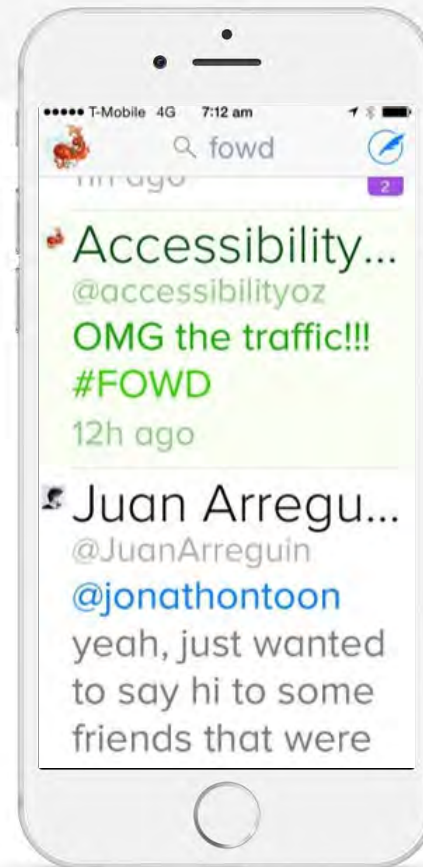 T-Mobile 4G 7:12 am
fowd
ago
2
Accessibility...
@accessibilityoz
OMG the traffic!!!
#FOWD
12h ago
Juan Arregu...
@JuanArreguin
@jonathontoon
yeah, just wanted
to say hi to some
friends that were